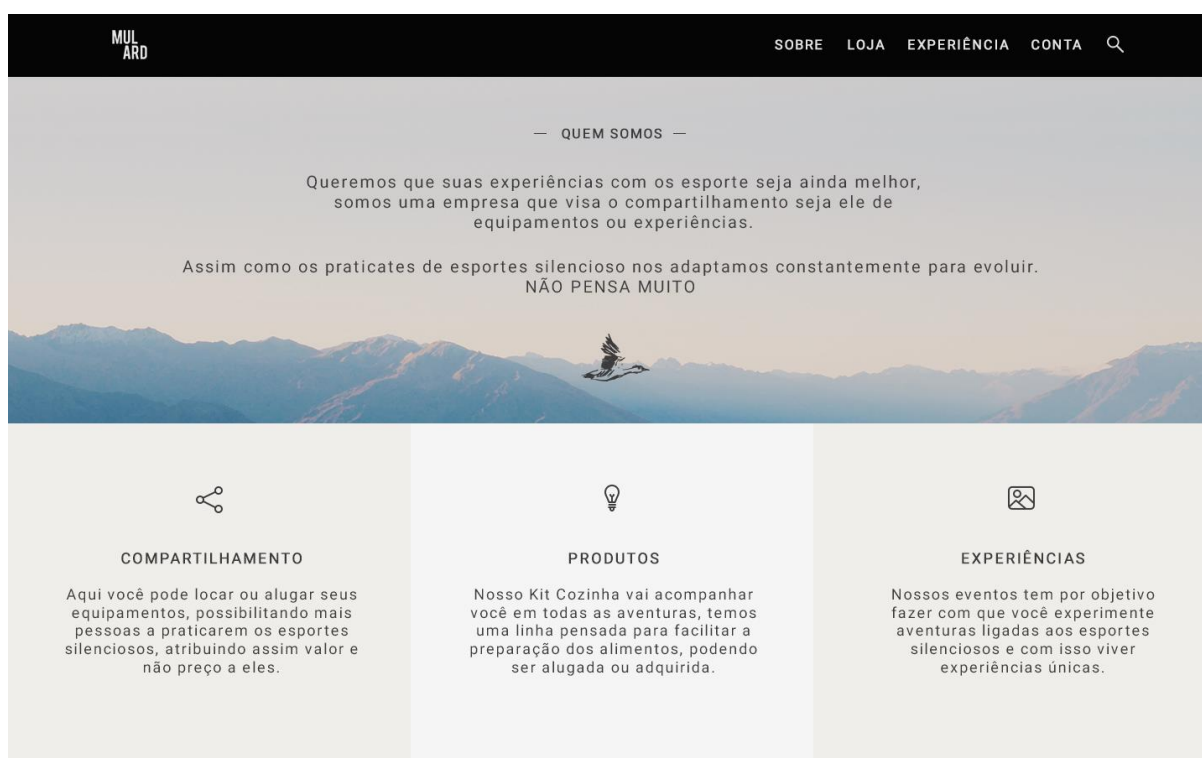 MUL
ARD
SOBRE LOJA EXPERIÊNCIA CONTA
— QUEM SOMOS —
Queremos que suas experiências com os esporte seja ainda melhor,
somos uma empresa que visa o compartilhamento seja ele de
equipamentos ou experiências.
Assim como os praticates de esportes silencioso nos adaptamos constantemente para evoluir.
NÃO PENSA MUITO
COMPARTILHAMENTO
Aqui você pode locar ou alugar seus
equipamentos, possibilitando mais
pessoas a praticarem os esportes
silenciosos, atribuindo assim valor e
não preço a eles.
PRODUTOS
Nosso Kit Cozinha vai acompanhar
você em todas as aventuras, temos
uma linha pensada para facilitar a
preparação dos alimentos, podendo
ser alugada ou adquirida.
EXPERIÊNCIAS
Nossos eventos tem por objetivo
fazer com que você experimente
aventuras ligadas aos esportes
silenciosos e com isso viver
experiências únicas.